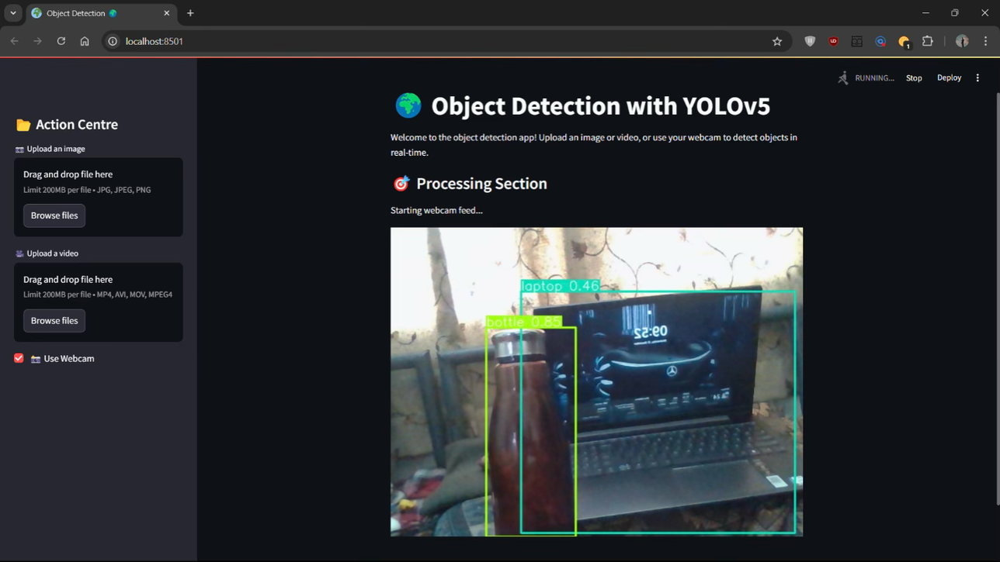 Object Detection
localhost:8501
1
RUNNING...
Stop
Deploy
Action Centre
Upload an image
Drag and drop file here
Limit 200MB per file • JPG, JPEG, PNG
Browse files
Upload a video
Drag and drop file here
Limit 200MB per file • MP4, AVI, MOV, MPEG4
Browse files
Use Webcam
Object Detection with YOLOv5
Welcome to the object detection app! Upload an image or video, or use your webcam to detect objects in
real-time.
Processing Section
Starting webcam feed...
laptop 0.46
bottle 0.85
09:52